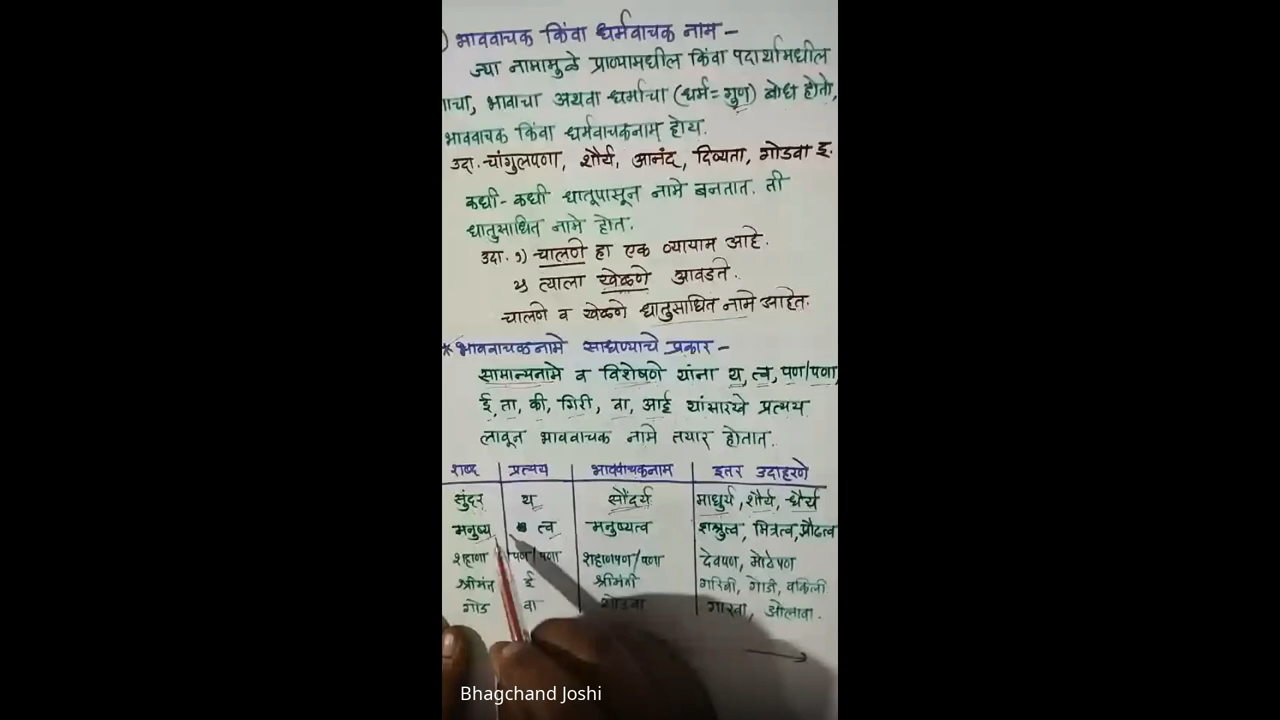 ) भाववाचक किंवा धर्मवाचक नाम -
ज्या नामामुळे प्राण्यामधील किंवा पदार्थामधील
भावाचा अथवा धर्माचा (धर्म = गुण) बोध होतो,
भाववाचक किंवा धर्मवाचकनाम होय.
उदा. चांगुलपणा, शौर्य, आनंद, दिव्यता, गोडवा इ.
कधी-कधी धातूपासून नामे बनतात. ती
धातुसाधित नामे होत.
उदा. १) चालणे हा एक व्यायाम आहे.
२) त्याला खेळणे आवडते.
चालणे व खेळणे धातुसाधित नामे आहेत.
* भाववाचकनामे साधण्याचे प्रकार -
सामान्यनामे व विशेषणे यांना य, त्व, पण/पणा,
ई, ता, की, गिरी, वा, आई यांसारखे प्रत्यय
लावून भाववाचक नामे तयार होतात.
शब्द प्रत्यय भाववाचकनाम इतर उदाहरणे
सुंदर य सौंदर्य माधुर्य, शौर्य, धैर्य
मनुष्य त्व मनुष्यत्व शत्रुत्व, मित्रत्व, प्रौढत्व
शहाणा पण/पणा शहाणपण/पणा देवपण, मोठेपण
श्रीमंत ई श्रीमंती गरिबी, गोडी, वकिली
गोड वा गोडवा गारवा, ओलावा.
Bhagchand Joshi